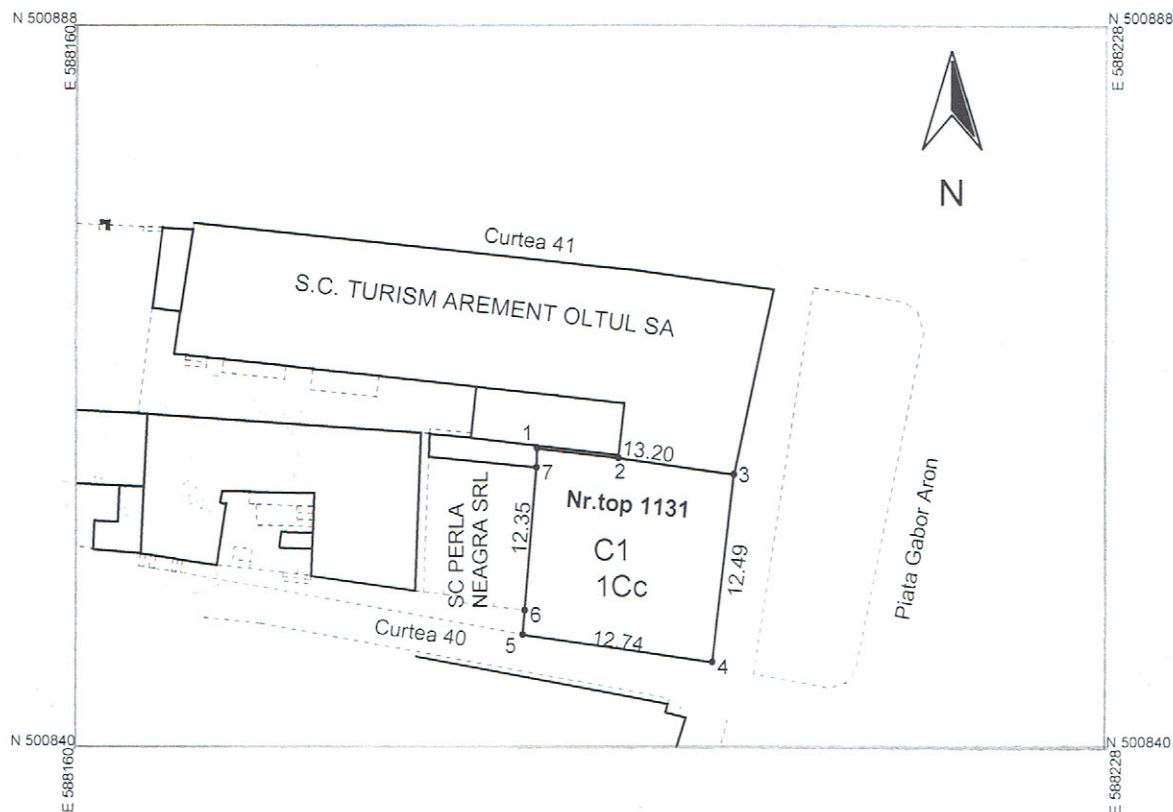 N 500888
N 500888
E 588160
E 588228
N
Curtea 41
S.C. TURISM AREMENT OLTUL SA
1
13.20
2
3
7
Nr.top 1131
SC PERLA
NEAGRA SRL
12.35
C1
1Cc
12.49
Piata Gabor Aron
6
Curtea 40
5
12.74
4
N 500840
N 500840
E 588160
E 588228